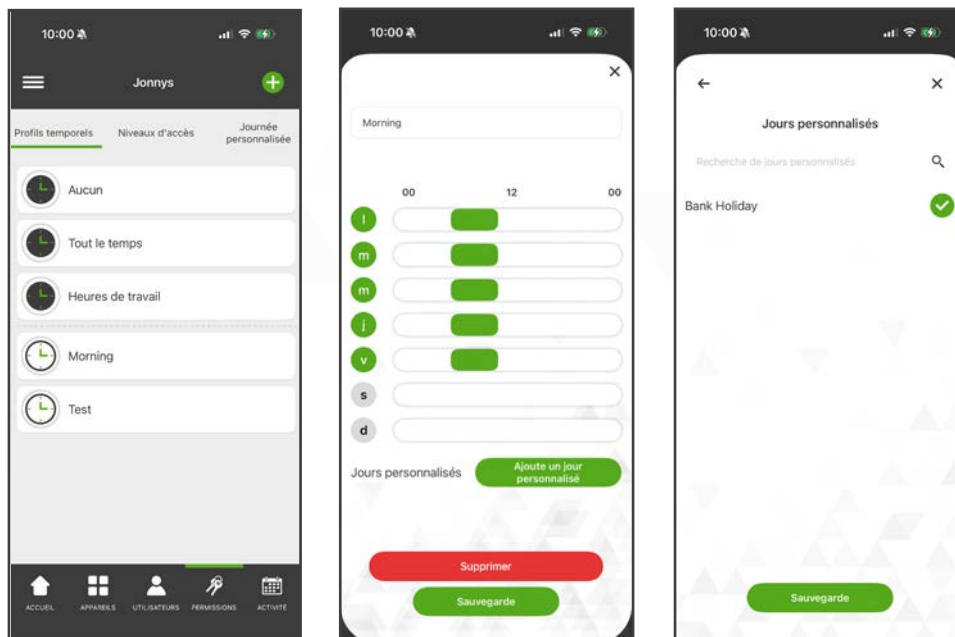 10:00
Jonnys
Profils temporels
Niveaux d'accès
Journée
personnalisée
Aucun
Tout le temps
Heures de travail
Morning
Test
ACCUEIL
APPAREILS
UTILISATEURS
PERMISSIONS
ACTIVITÉ
10:00
Morning
00 12 00
l
m
m
j
v
s
d
Jours personnalisés
Ajoute un jour
personnalisé
Supprimer
Sauvegarde
10:00
Jours personnalisés
Recherche de jours personnalisés
Bank Holiday
Sauvegarde